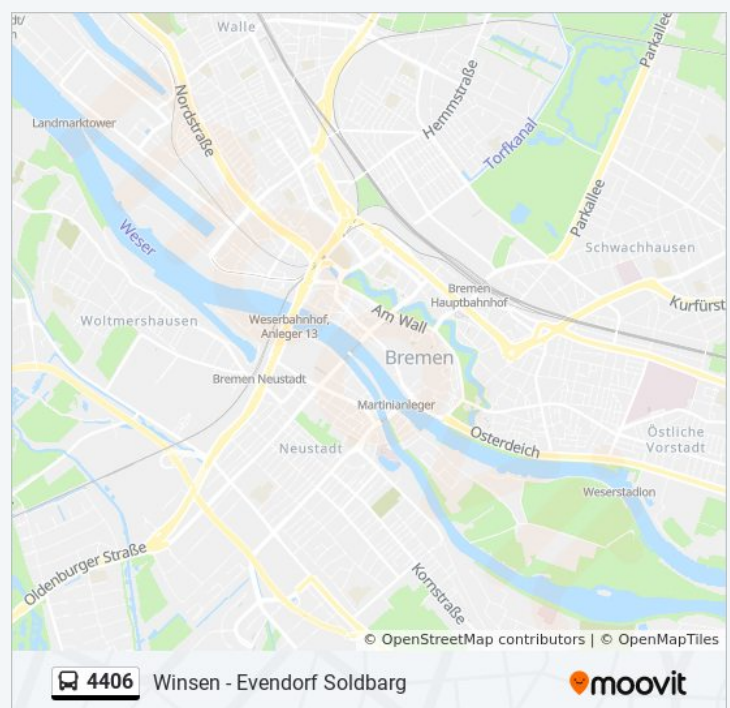 Walle
Parkallee
dt/
n
Hemmstraße
Landmarktower
Nordstraße
Torfkanal
Parkallee
Weser
Schwachhausen
Bremen
Hauptbahnhof
Kurfürst
Woltmershausen
Weserbahnhof,
Anleger 13
Am Wall
Bremen
Bremen Neustadt
Martinianleger
Osterdeich
Östliche
Vorstadt
Neustadt
Weserstadion
Oldenburger Straße
Kornstraße
© OpenStreetMap contributors | © OpenMapTiles
4406 Winsen - Evendorf Soldbarg
moovit